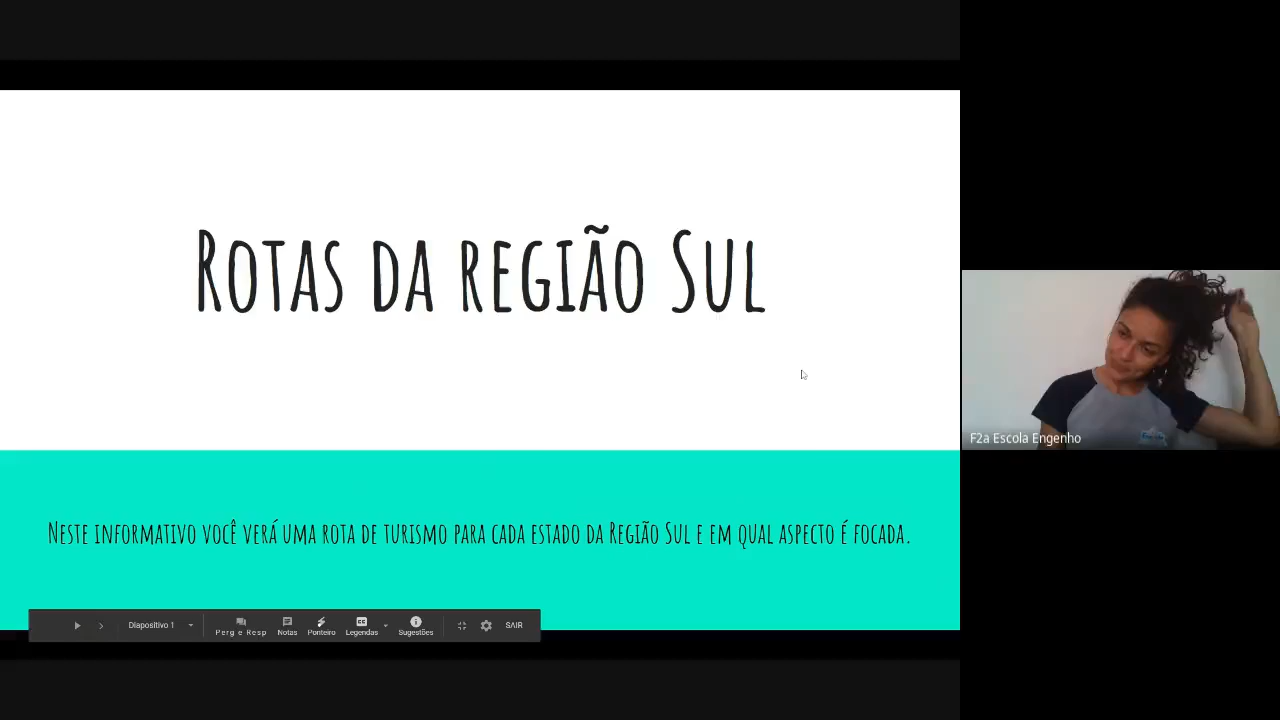 Rotas da região Sul
Neste informativo você verá uma rota de turismo para cada estado da Região Sul e em qual aspecto é focada.
Diapositivo 1
Perg e Resp
Notas
Ponteiro
Legendas
Sugestões
SAIR
F2a Escola Engenho